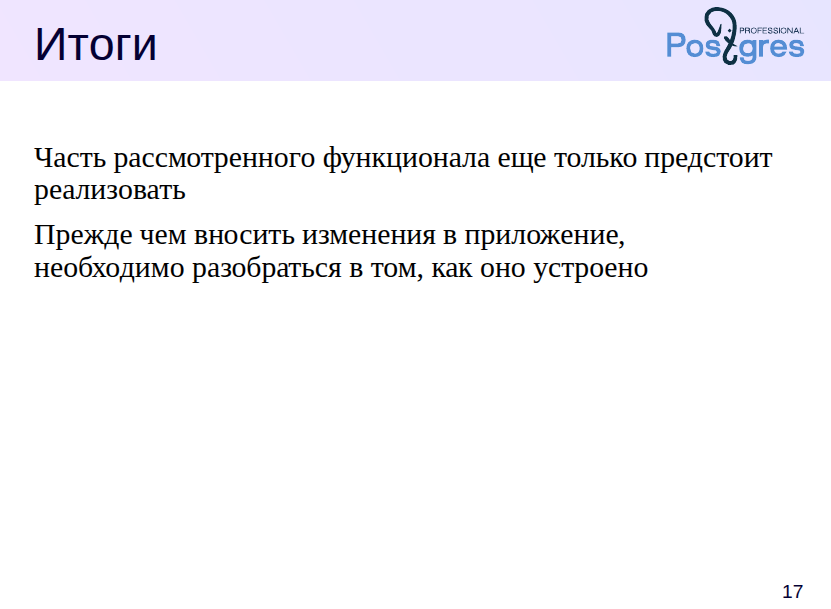 Итоги
PROFESSIONAL
Postgres
Часть рассмотренного функционала еще только предстоит
реализовать
Прежде чем вносить изменения в приложение,
необходимо разобраться в том, как оно устроено
17